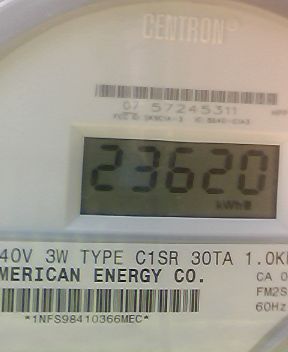 CENTRON®
07 57245311
23620
kWh
40V 3W TYPE C1SR 30TA 1.0K
MERICAN ENERGY CO.
CA 0
FM2S
60Hz
*1NFS98410366MEC*